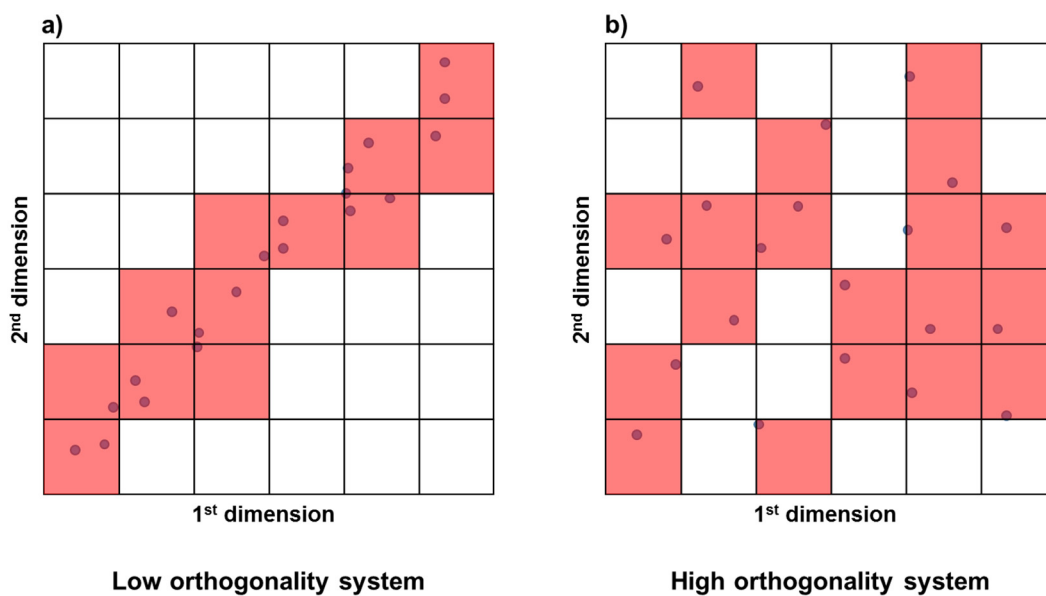 a)
b)
2nd dimension
2nd dimension
1st dimension
1st dimension
Low orthogonality system
High orthogonality system